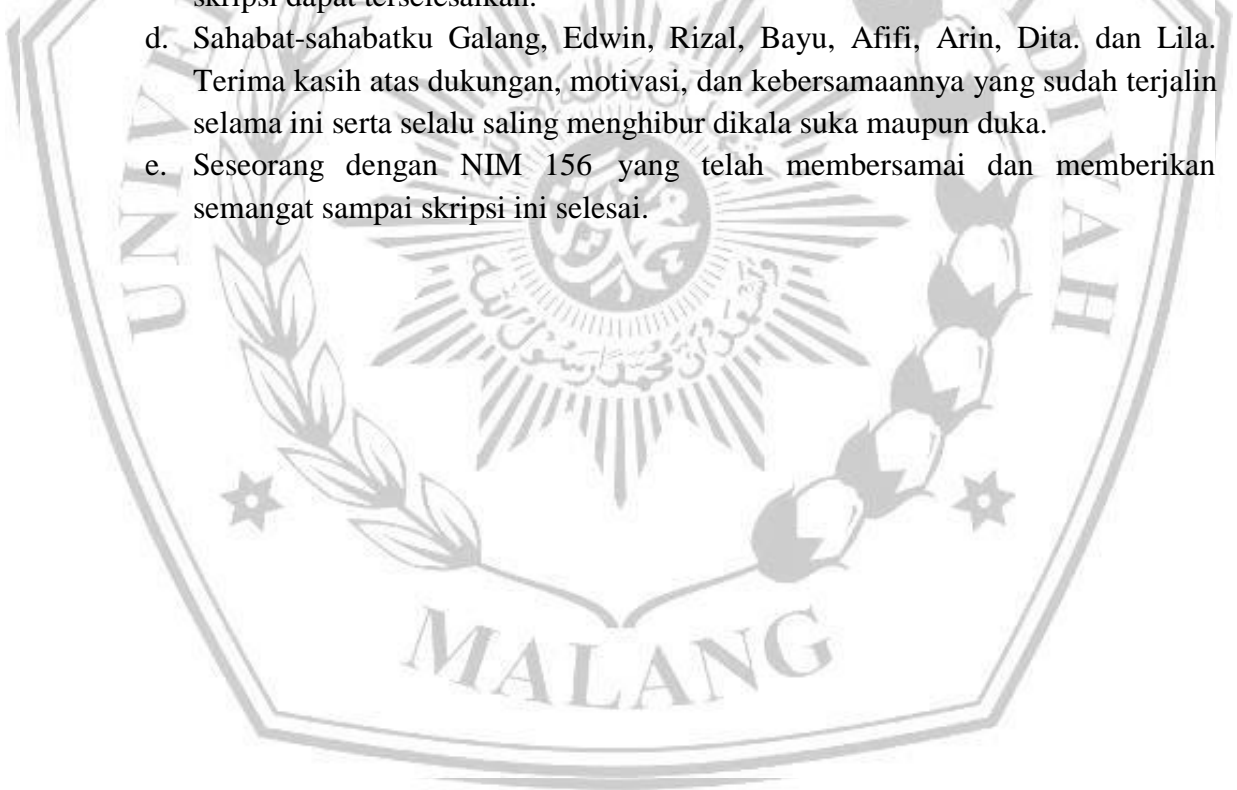 skripsi dapat terselesaikan.
d. Sahabat-sahabatku Galang, Edwin, Rizal, Bayu, Afifi, Arin, Dita. dan Lila.
Terima kasih atas dukungan, motivasi, dan kebersamaannya yang sudah terjalin
selama ini serta selalu saling menghibur dikala suka maupun duka.
e. Seseorang dengan NIM 156 yang telah membersamai dan memberikan
semangat sampai skripsi ini selesai.
MALANG